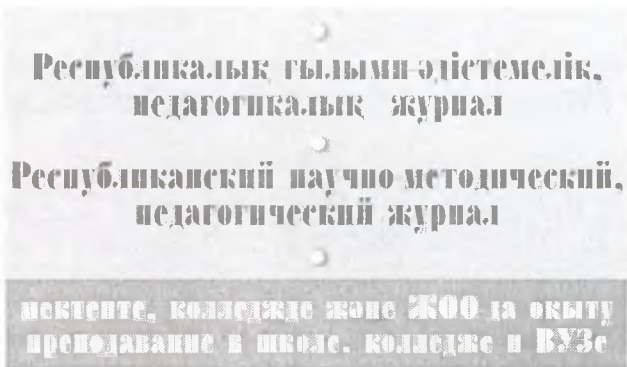 Республикалық ғылыми-әдістемелік,
педагогикалық журнал
Республиканский научно методический,
педагогический журнал
мектепте, колледжде және ЖОО да оқыту
преподавание в школе, колледже и ВУЗе